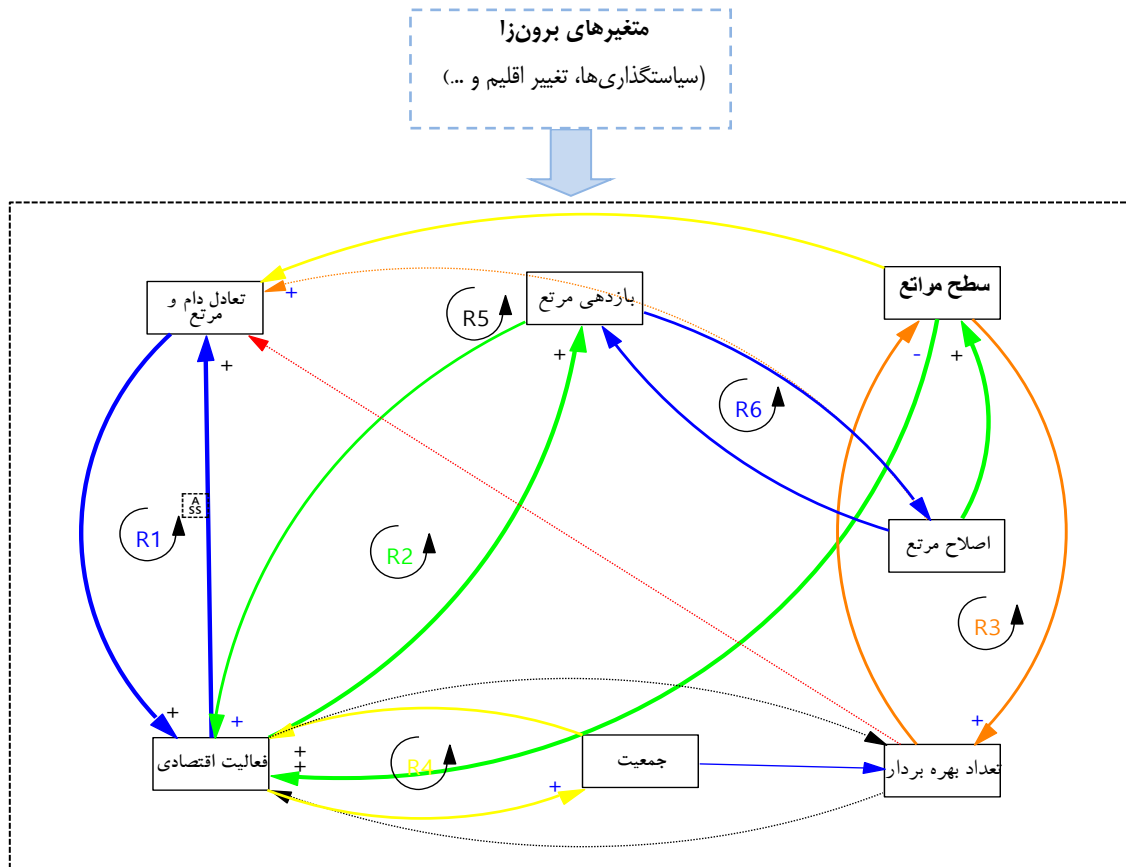 متغیرهای برون‌زا
(سیاستگذاری‌ها، تغییر اقلیم و ...)
سطح مراتع
بازدهی مرتع
تعادل دام و
مرتع
+
R5
+
-
+
+
R6
A
SS
R1
R2
اصلاح مرتع
R3
+
+
+
+
+
جمعیت
فعالیت اقتصادی
R4
تعداد بهره بردار
+